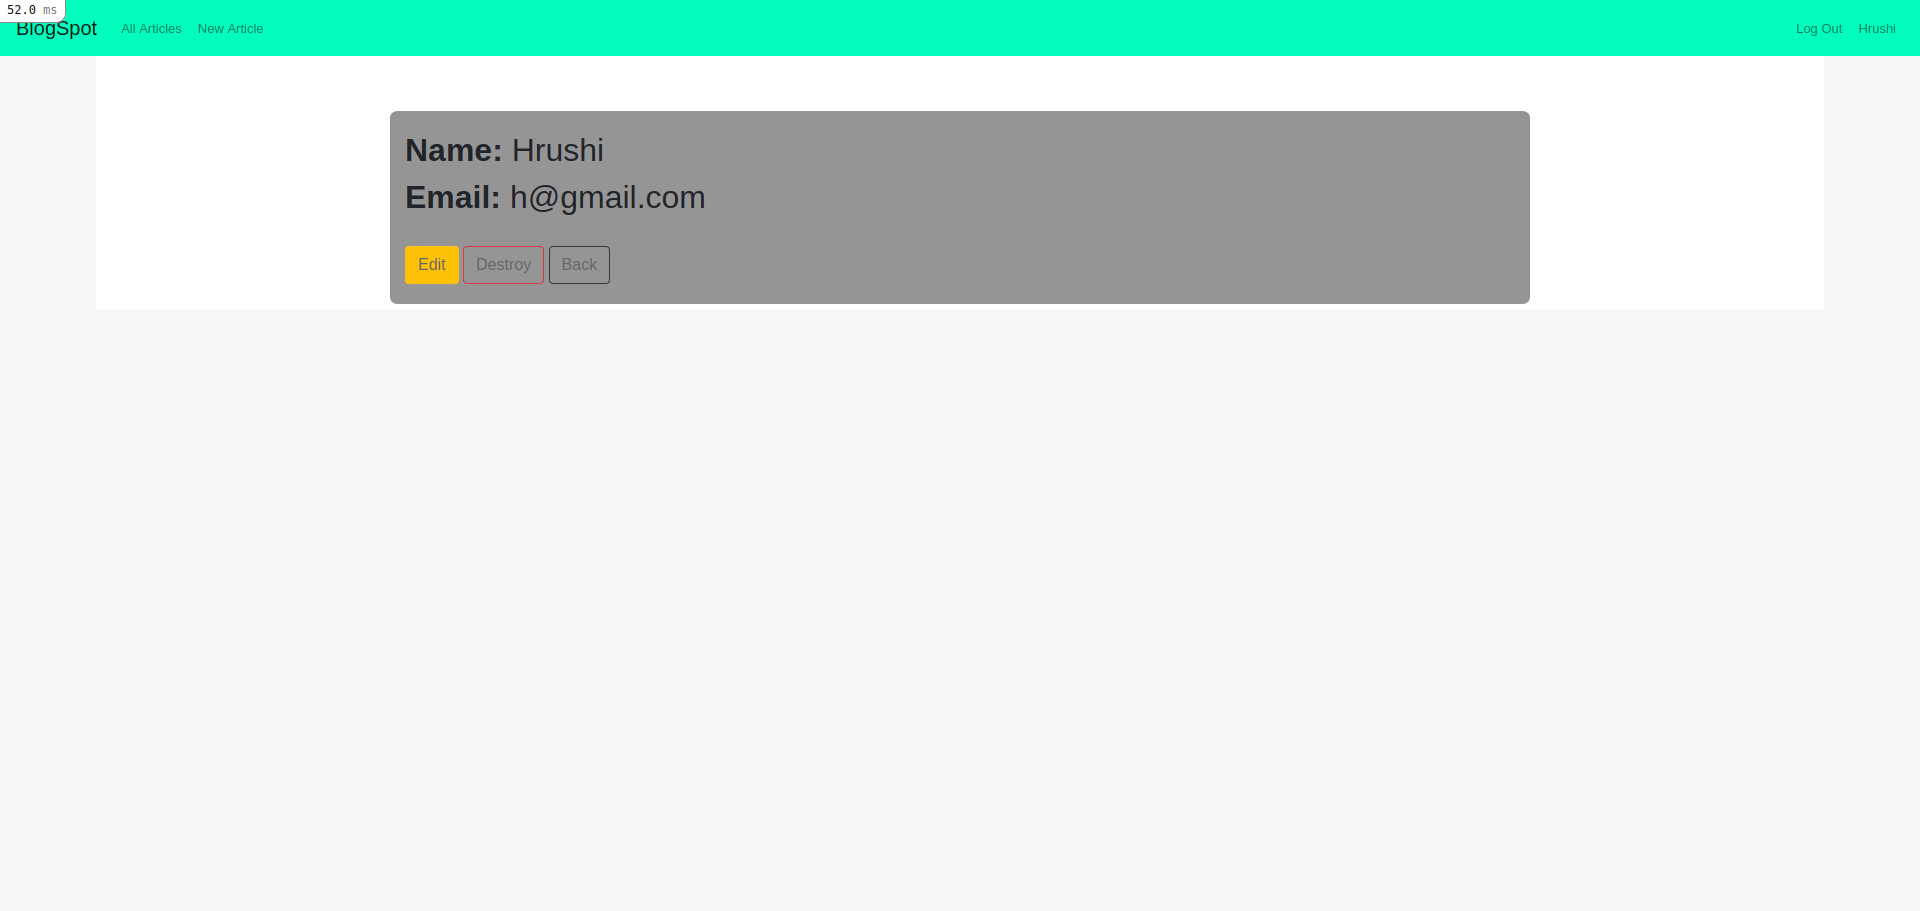 52.0 ms
BlogSpot All Articles New Article Log Out Hrushi
Name: Hrushi
Email: h@gmail.com
Edit Destroy Back